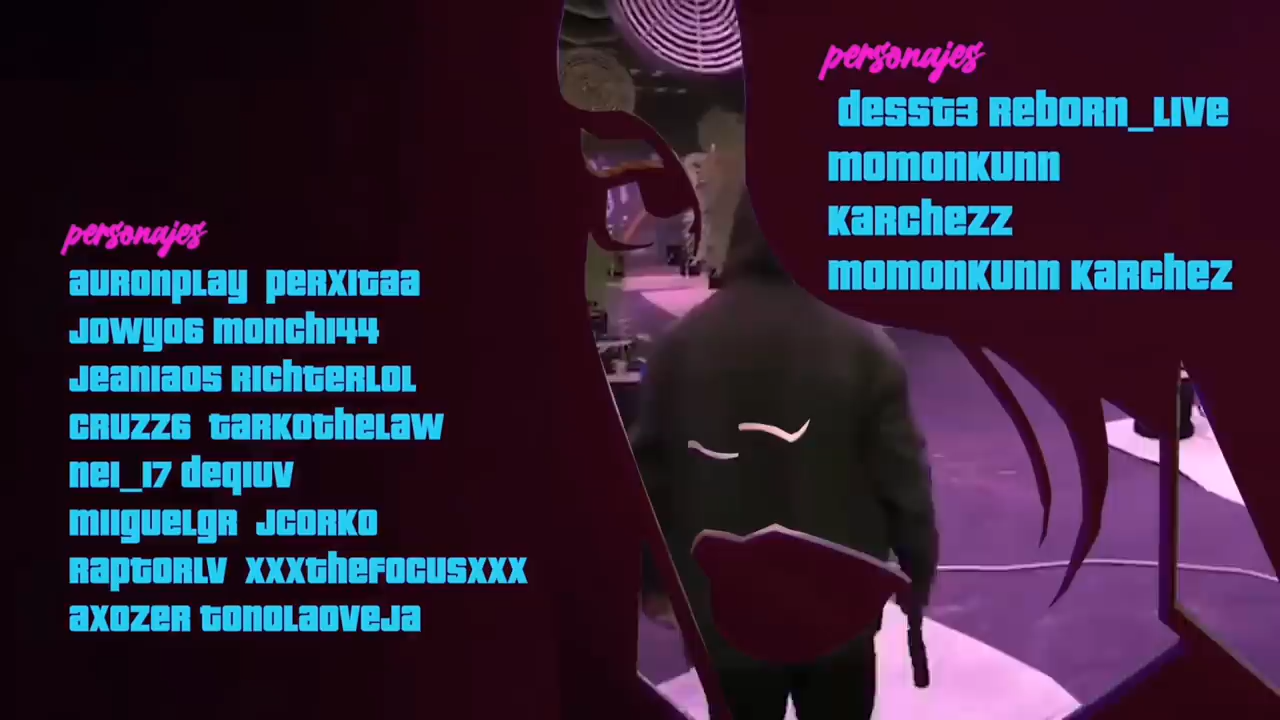 personajes
auronplay perxitaa
jowy06 monchi44
jeania05 richterlol
cruzz6 tarkothelaw
nei_17 deqiuv
miiguelgr jcorko
raptorlv xxxthefocusxxx
axozer tonolaoveja
personajes
desst3 reborn_live
momonkunn
karchezz
momonkunn karchez